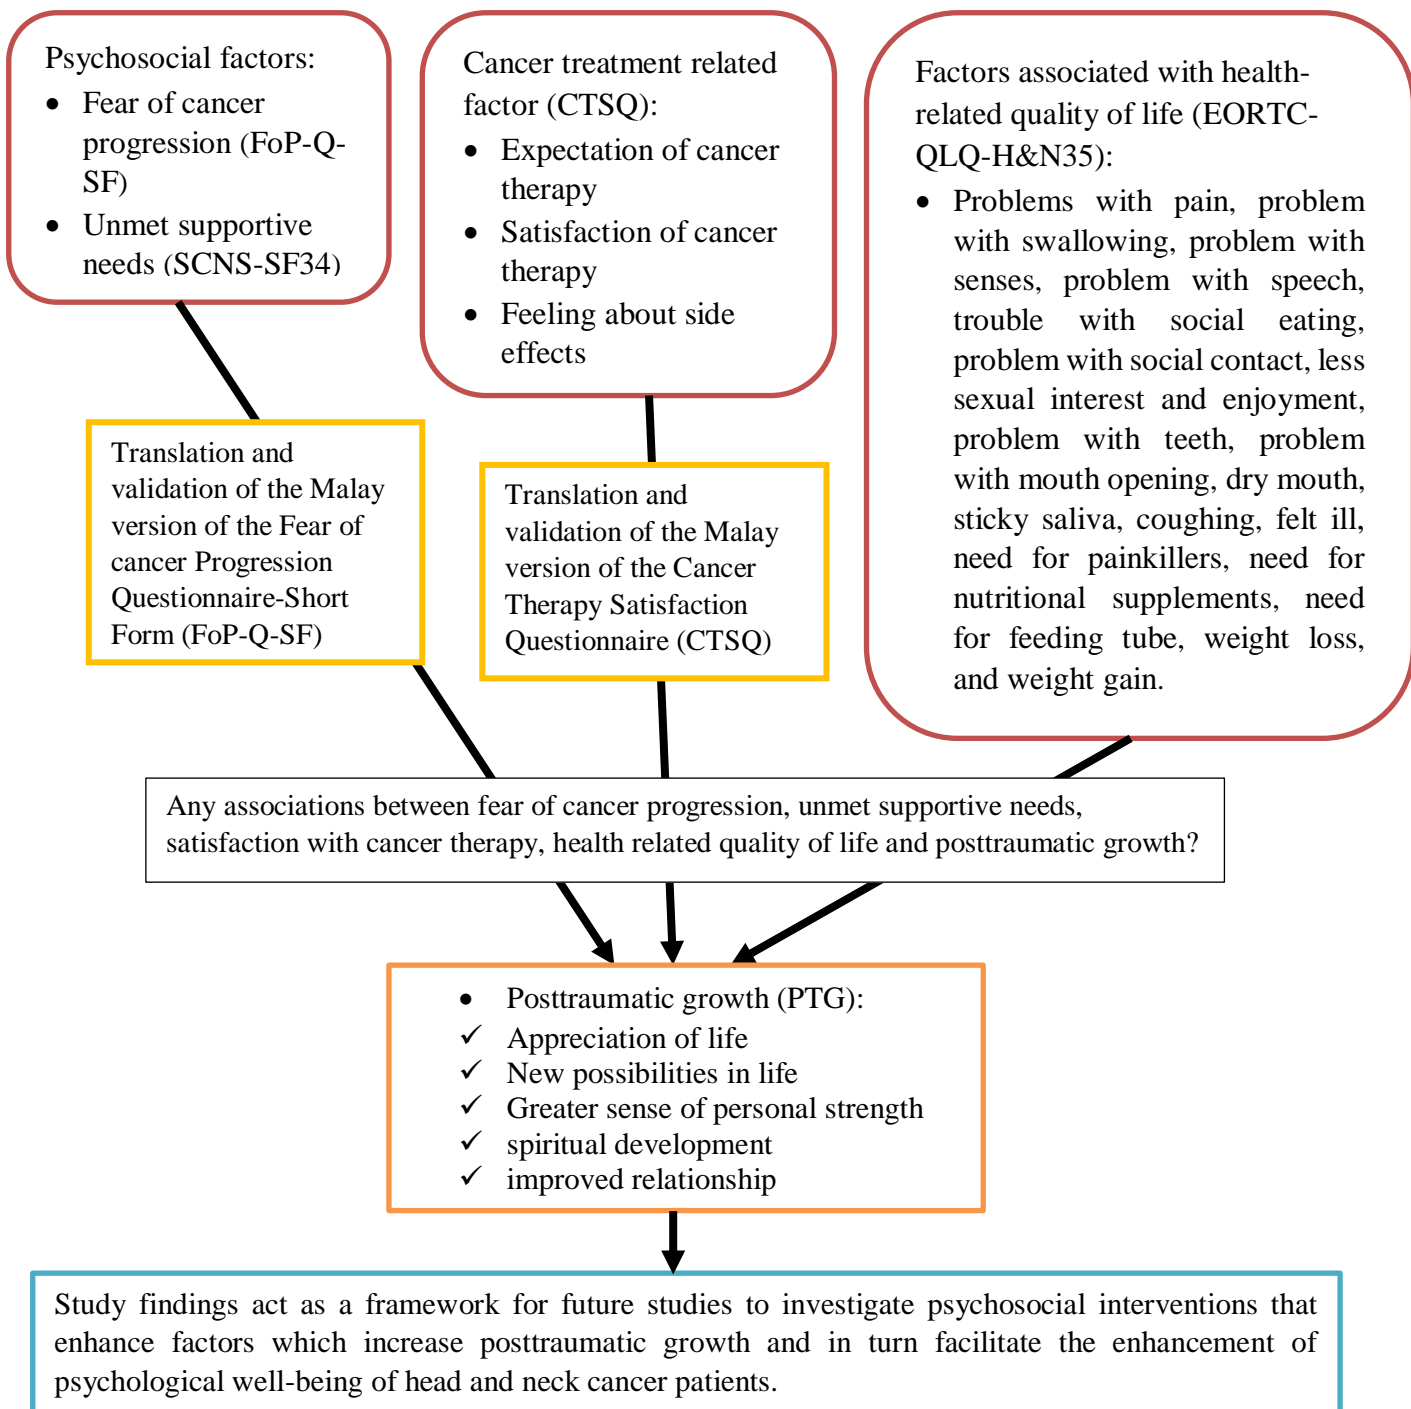 Psychosocial factors:
• Fear of cancer
progression (FoP-Q-
SF)
• Unmet supportive
needs (SCNS-SF34)
Cancer treatment related
factor (CTSQ):
• Expectation of cancer
therapy
• Satisfaction of cancer
therapy
• Feeling about side
effects
Factors associated with health-
related quality of life (EORTC-
QLQ-H&N35):
• Problems with pain, problem
with swallowing, problem with
senses, problem with speech,
trouble with social eating,
problem with social contact, less
sexual interest and enjoyment,
problem with teeth, problem
with mouth opening, dry mouth,
sticky saliva, coughing, felt ill,
need for painkillers, need for
nutritional supplements, need
for feeding tube, weight loss,
and weight gain.
Translation and
validation of the Malay
version of the Fear of
cancer Progression
Questionnaire-Short
Form (FoP-Q-SF)
Translation and
validation of the Malay
version of the Cancer
Therapy Satisfaction
Questionnaire (CTSQ)
Any associations between fear of cancer progression, unmet supportive needs,
satisfaction with cancer therapy, health related quality of life and posttraumatic growth?
• Posttraumatic growth (PTG):
✓ Appreciation of life
✓ New possibilities in life
✓ Greater sense of personal strength
✓ spiritual development
✓ improved relationship
Study findings act as a framework for future studies to investigate psychosocial interventions that
enhance factors which increase posttraumatic growth and in turn facilitate the enhancement of
psychological well-being of head and neck cancer patients.